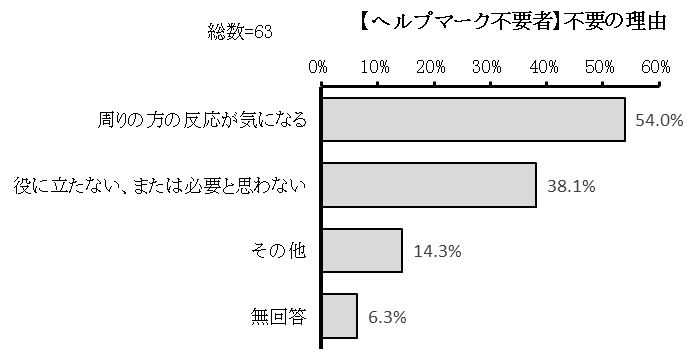 【ヘルプマーク不要者】不要の理由
総数=63
0% 10% 20% 30% 40% 50% 60%
周りの方の反応が気になる 54.0%
役に立たない、または必要と思わない 38.1%
その他 14.3%
無回答 6.3%